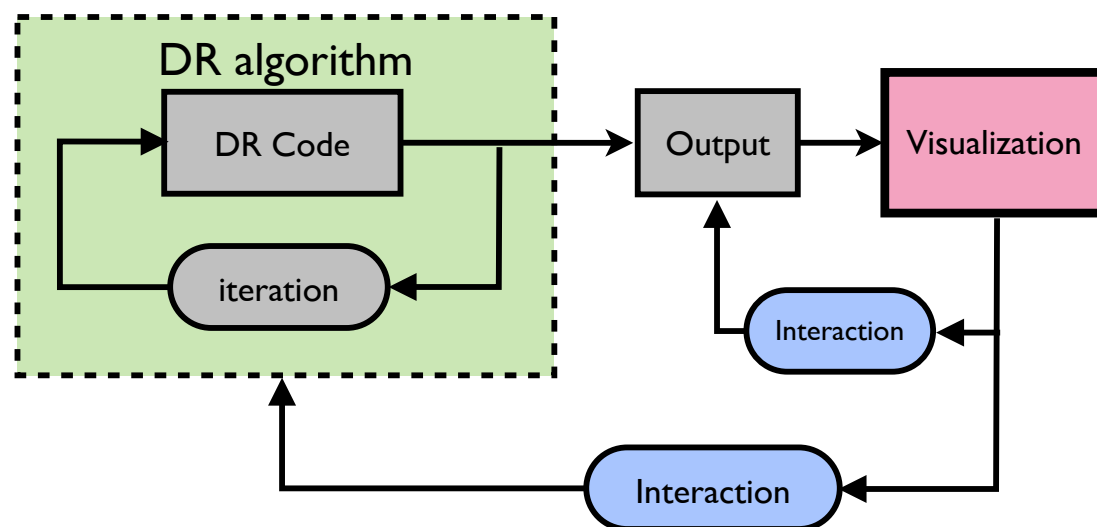 DR algorithm
DR Code
Output
Visualization
iteration
Interaction
Interaction